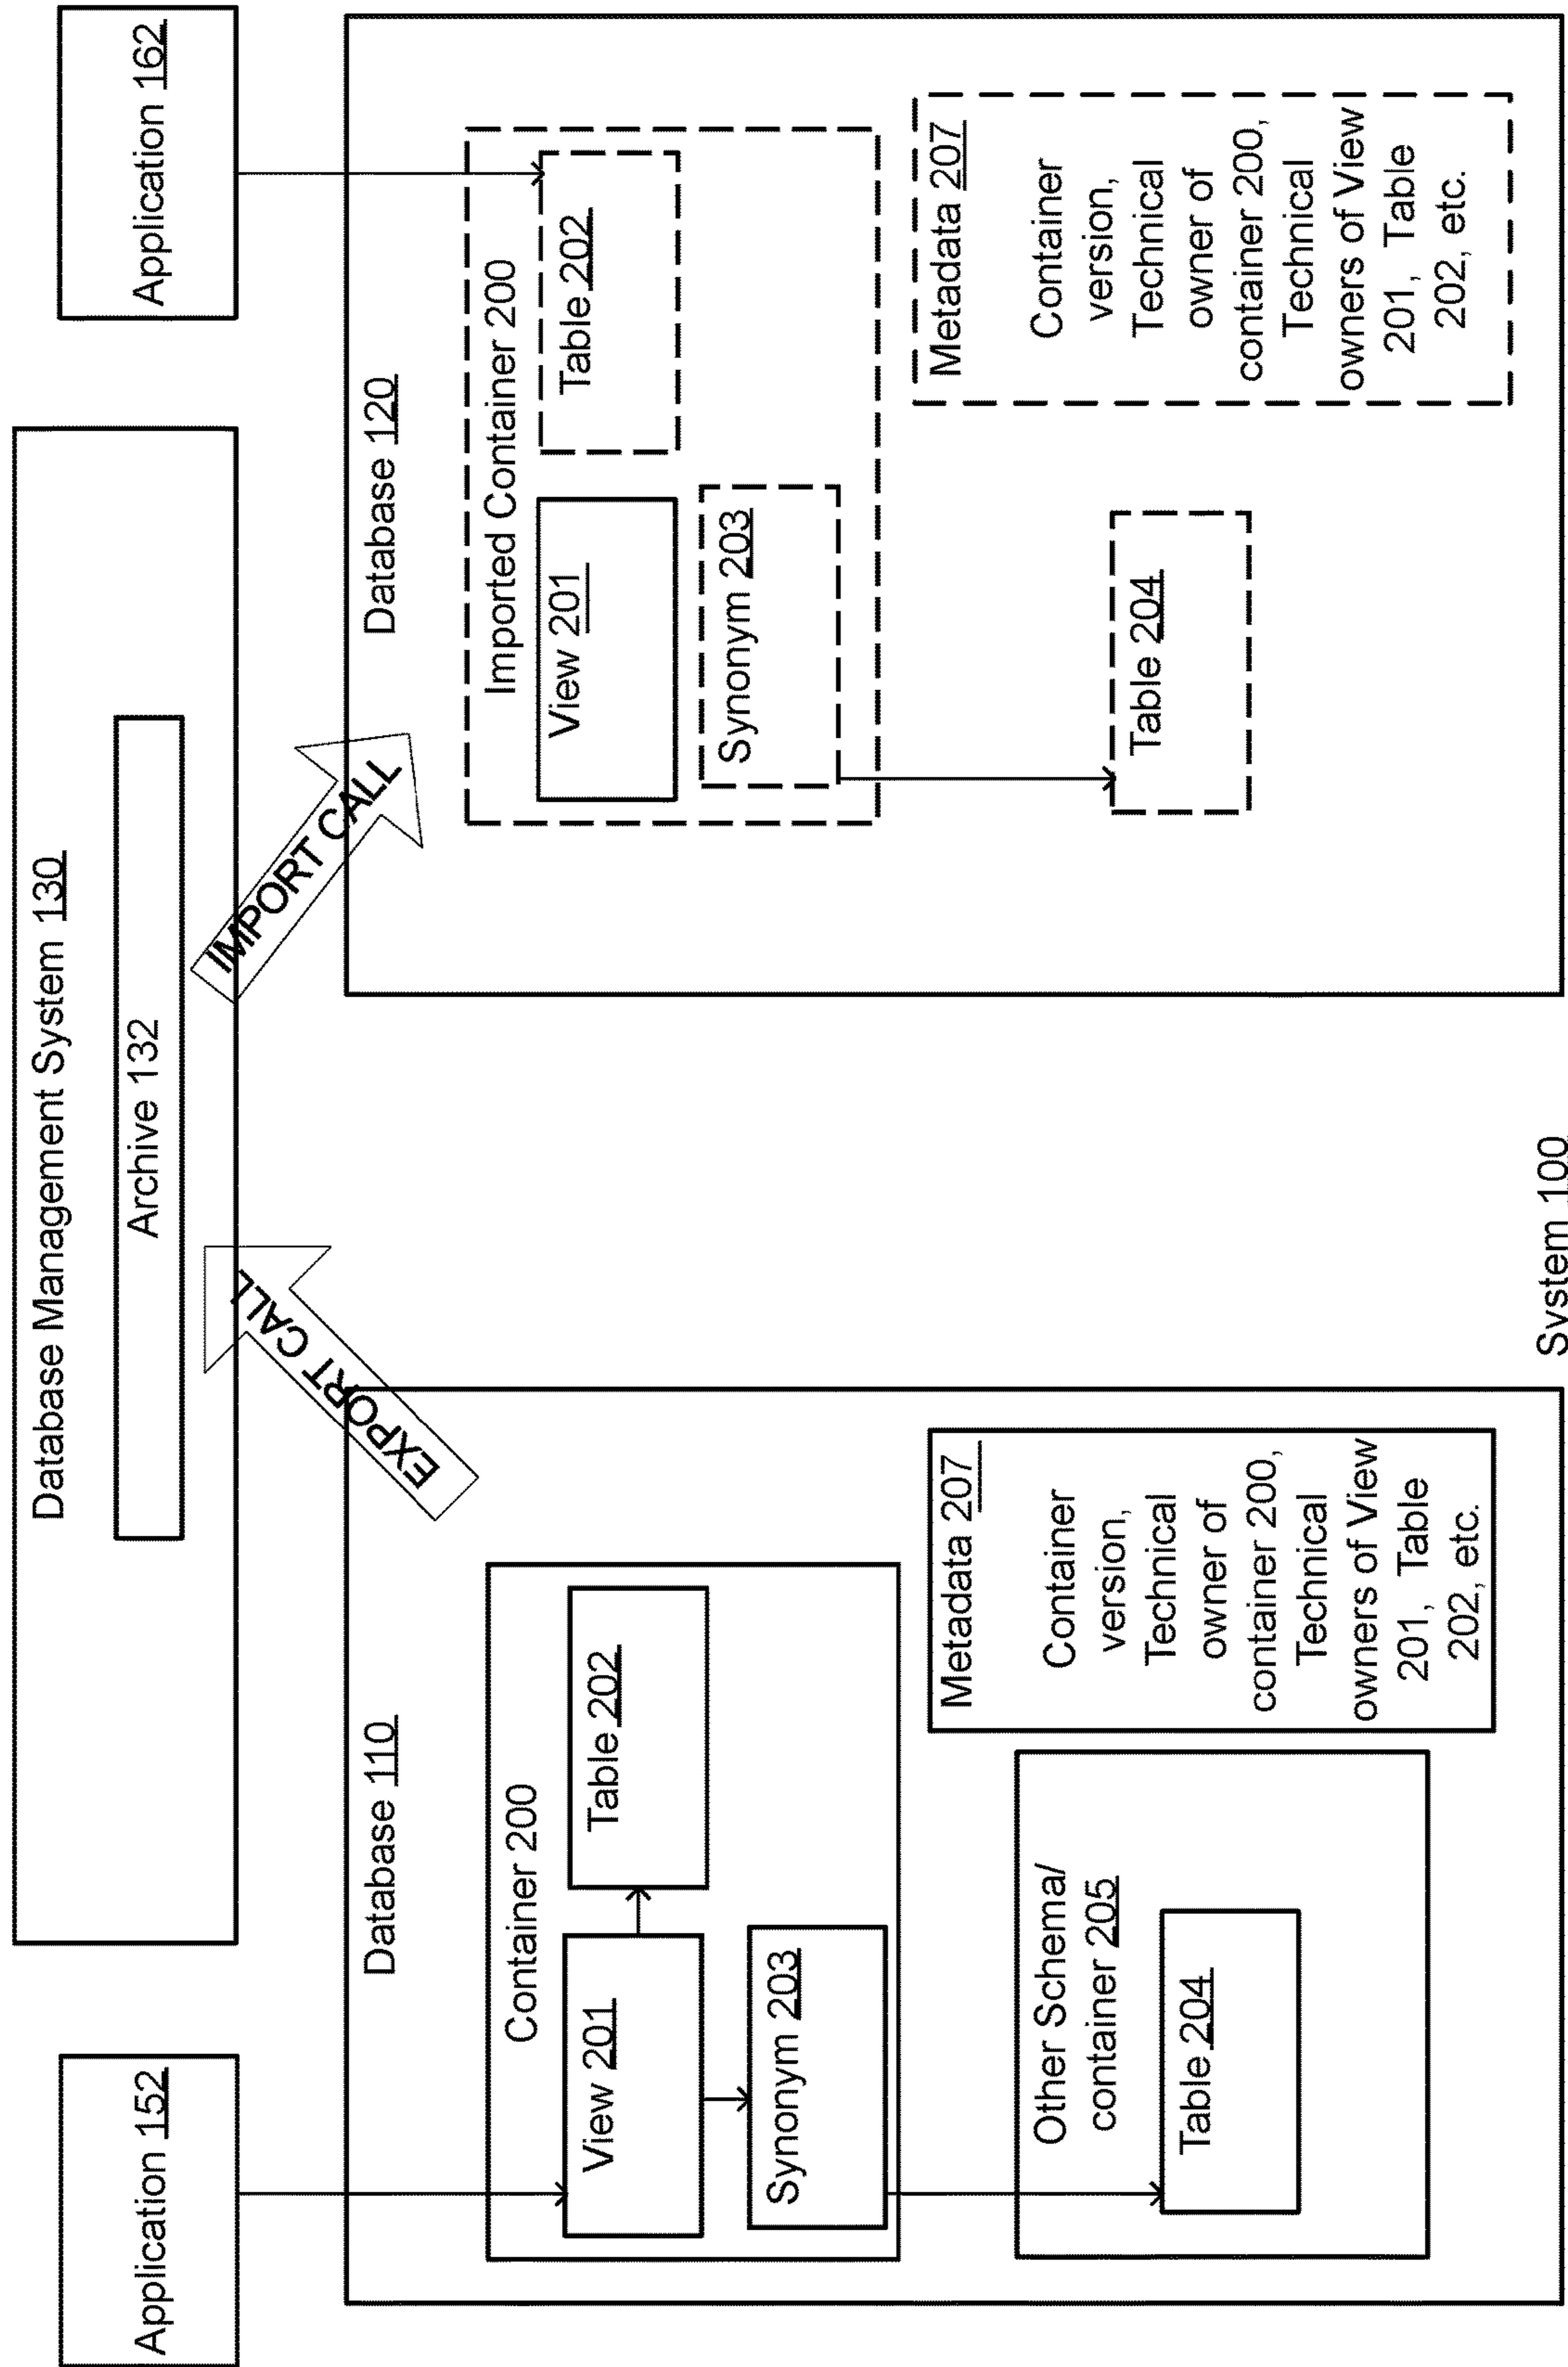 Application 152
Database Management System 130
Archive 132
Application 162
EXPORT CALL
IMPORT CALL
Database 110
Container 200
View 201
Table 202
Synonym 203
Other Schema/
container 205
Table 204
Metadata 207
Container
version,
Technical
owner of
container 200,
Technical
owners of View
201, Table
202, etc.
Database 120
Imported Container 200
View 201
Table 202
Synonym 203
Table 204
Metadata 207
Container
version,
Technical
owner of
container 200,
Technical
owners of View
201, Table
202, etc.
System 100